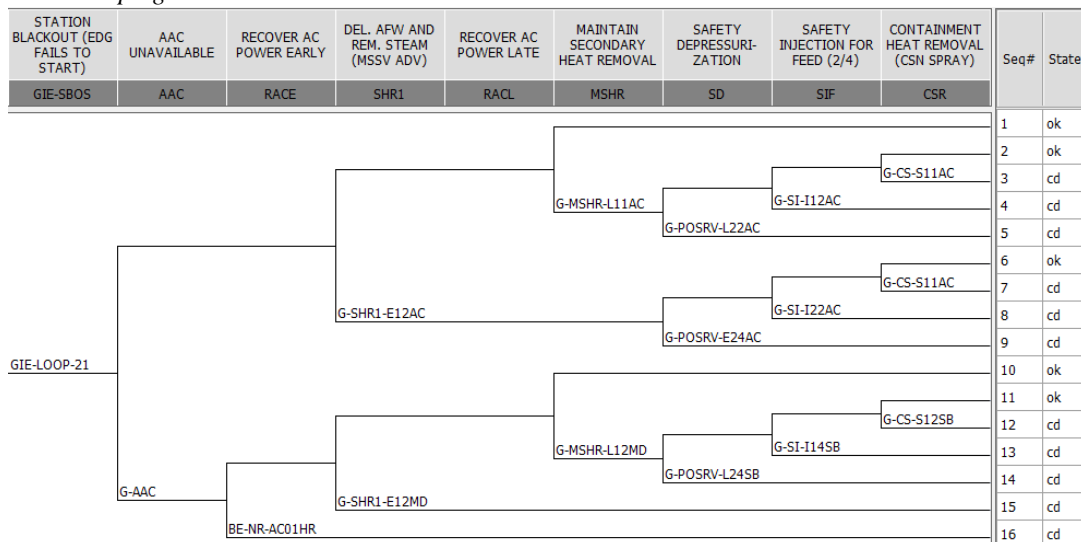 STATION
BLACKOUT (EDG
FAILS TO
START)
AAC
UNAVAILABLE
RECOVER AC
POWER EARLY
DEL. AFW AND
REM. STEAM
(MSSV ADV)
RECOVER AC
POWER LATE
MAINTAIN
SECONDARY
HEAT REMOVAL
SAFETY
DEPRESSURI-
ZATION
SAFETY
INJECTION FOR
FEED (2/4)
CONTAINMENT
HEAT REMOVAL
(CSN SPRAY)
Seq# State
GIE-SBOS AAC RACE SHR1 RACL MSHR SD SIF CSR
1 ok
2 ok
G-CS-S11AC
3 cd
G-MSHR-L11AC G-SI-I12AC
4 cd
G-POSRV-L22AC
5 cd
6 ok
G-CS-S11AC
7 cd
G-SHR1-E12AC G-SI-I22AC
8 cd
G-POSRV-E24AC
9 cd
GIE-LOOP-21
10 ok
11 ok
G-CS-S12SB
12 cd
G-MSHR-L12MD G-SI-I14SB
13 cd
G-POSRV-L24SB
14 cd
G-AAC G-SHR1-E12MD
15 cd
BE-NR-AC01HR
16 cd